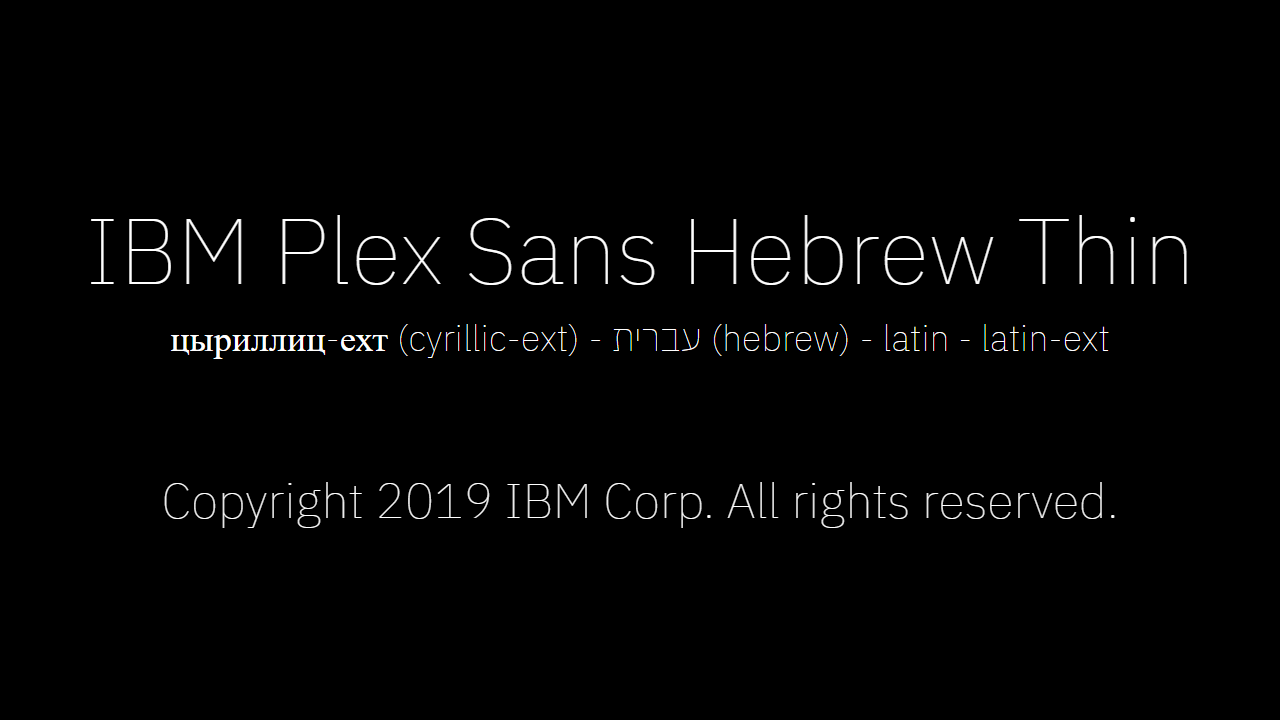 IBM Plex Sans Hebrew Thin
цыриллиц-ехт (cyrillic-ext) - עברית (hebrew) - latin - latin-ext
Copyright 2019 IBM Corp. All rights reserved.